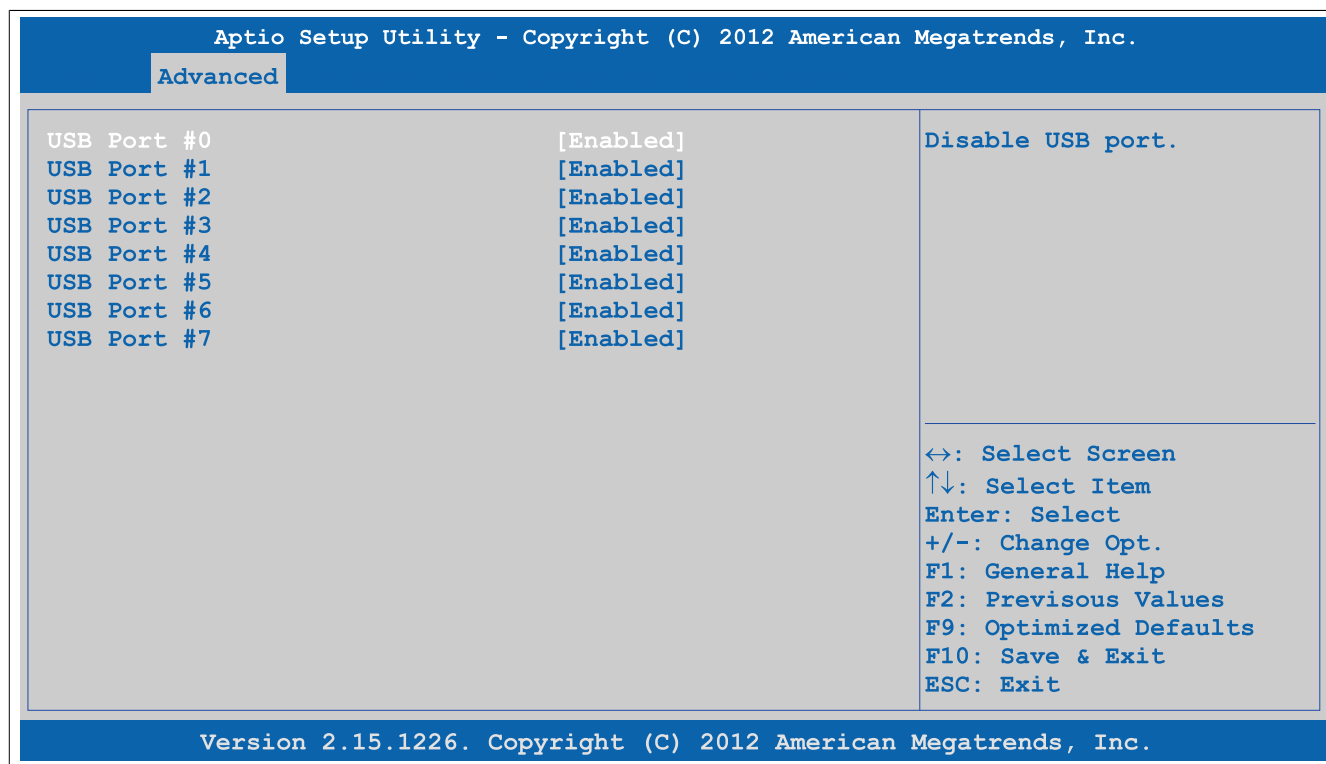 Aptio Setup Utility - Copyright (C) 2012 American Megatrends, Inc.
Advanced
USB Port #0 [Enabled]
USB Port #1 [Enabled]
USB Port #2 [Enabled]
USB Port #3 [Enabled]
USB Port #4 [Enabled]
USB Port #5 [Enabled]
USB Port #6 [Enabled]
USB Port #7 [Enabled]
Disable USB port.
↔: Select Screen
↑↓: Select Item
Enter: Select
+/-: Change Opt.
F1: General Help
F2: Previsous Values
F9: Optimized Defaults
F10: Save & Exit
ESC: Exit
Version 2.15.1226. Copyright (C) 2012 American Megatrends, Inc.